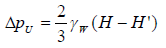 Δp_U = 2/3 γ_W (H − H')